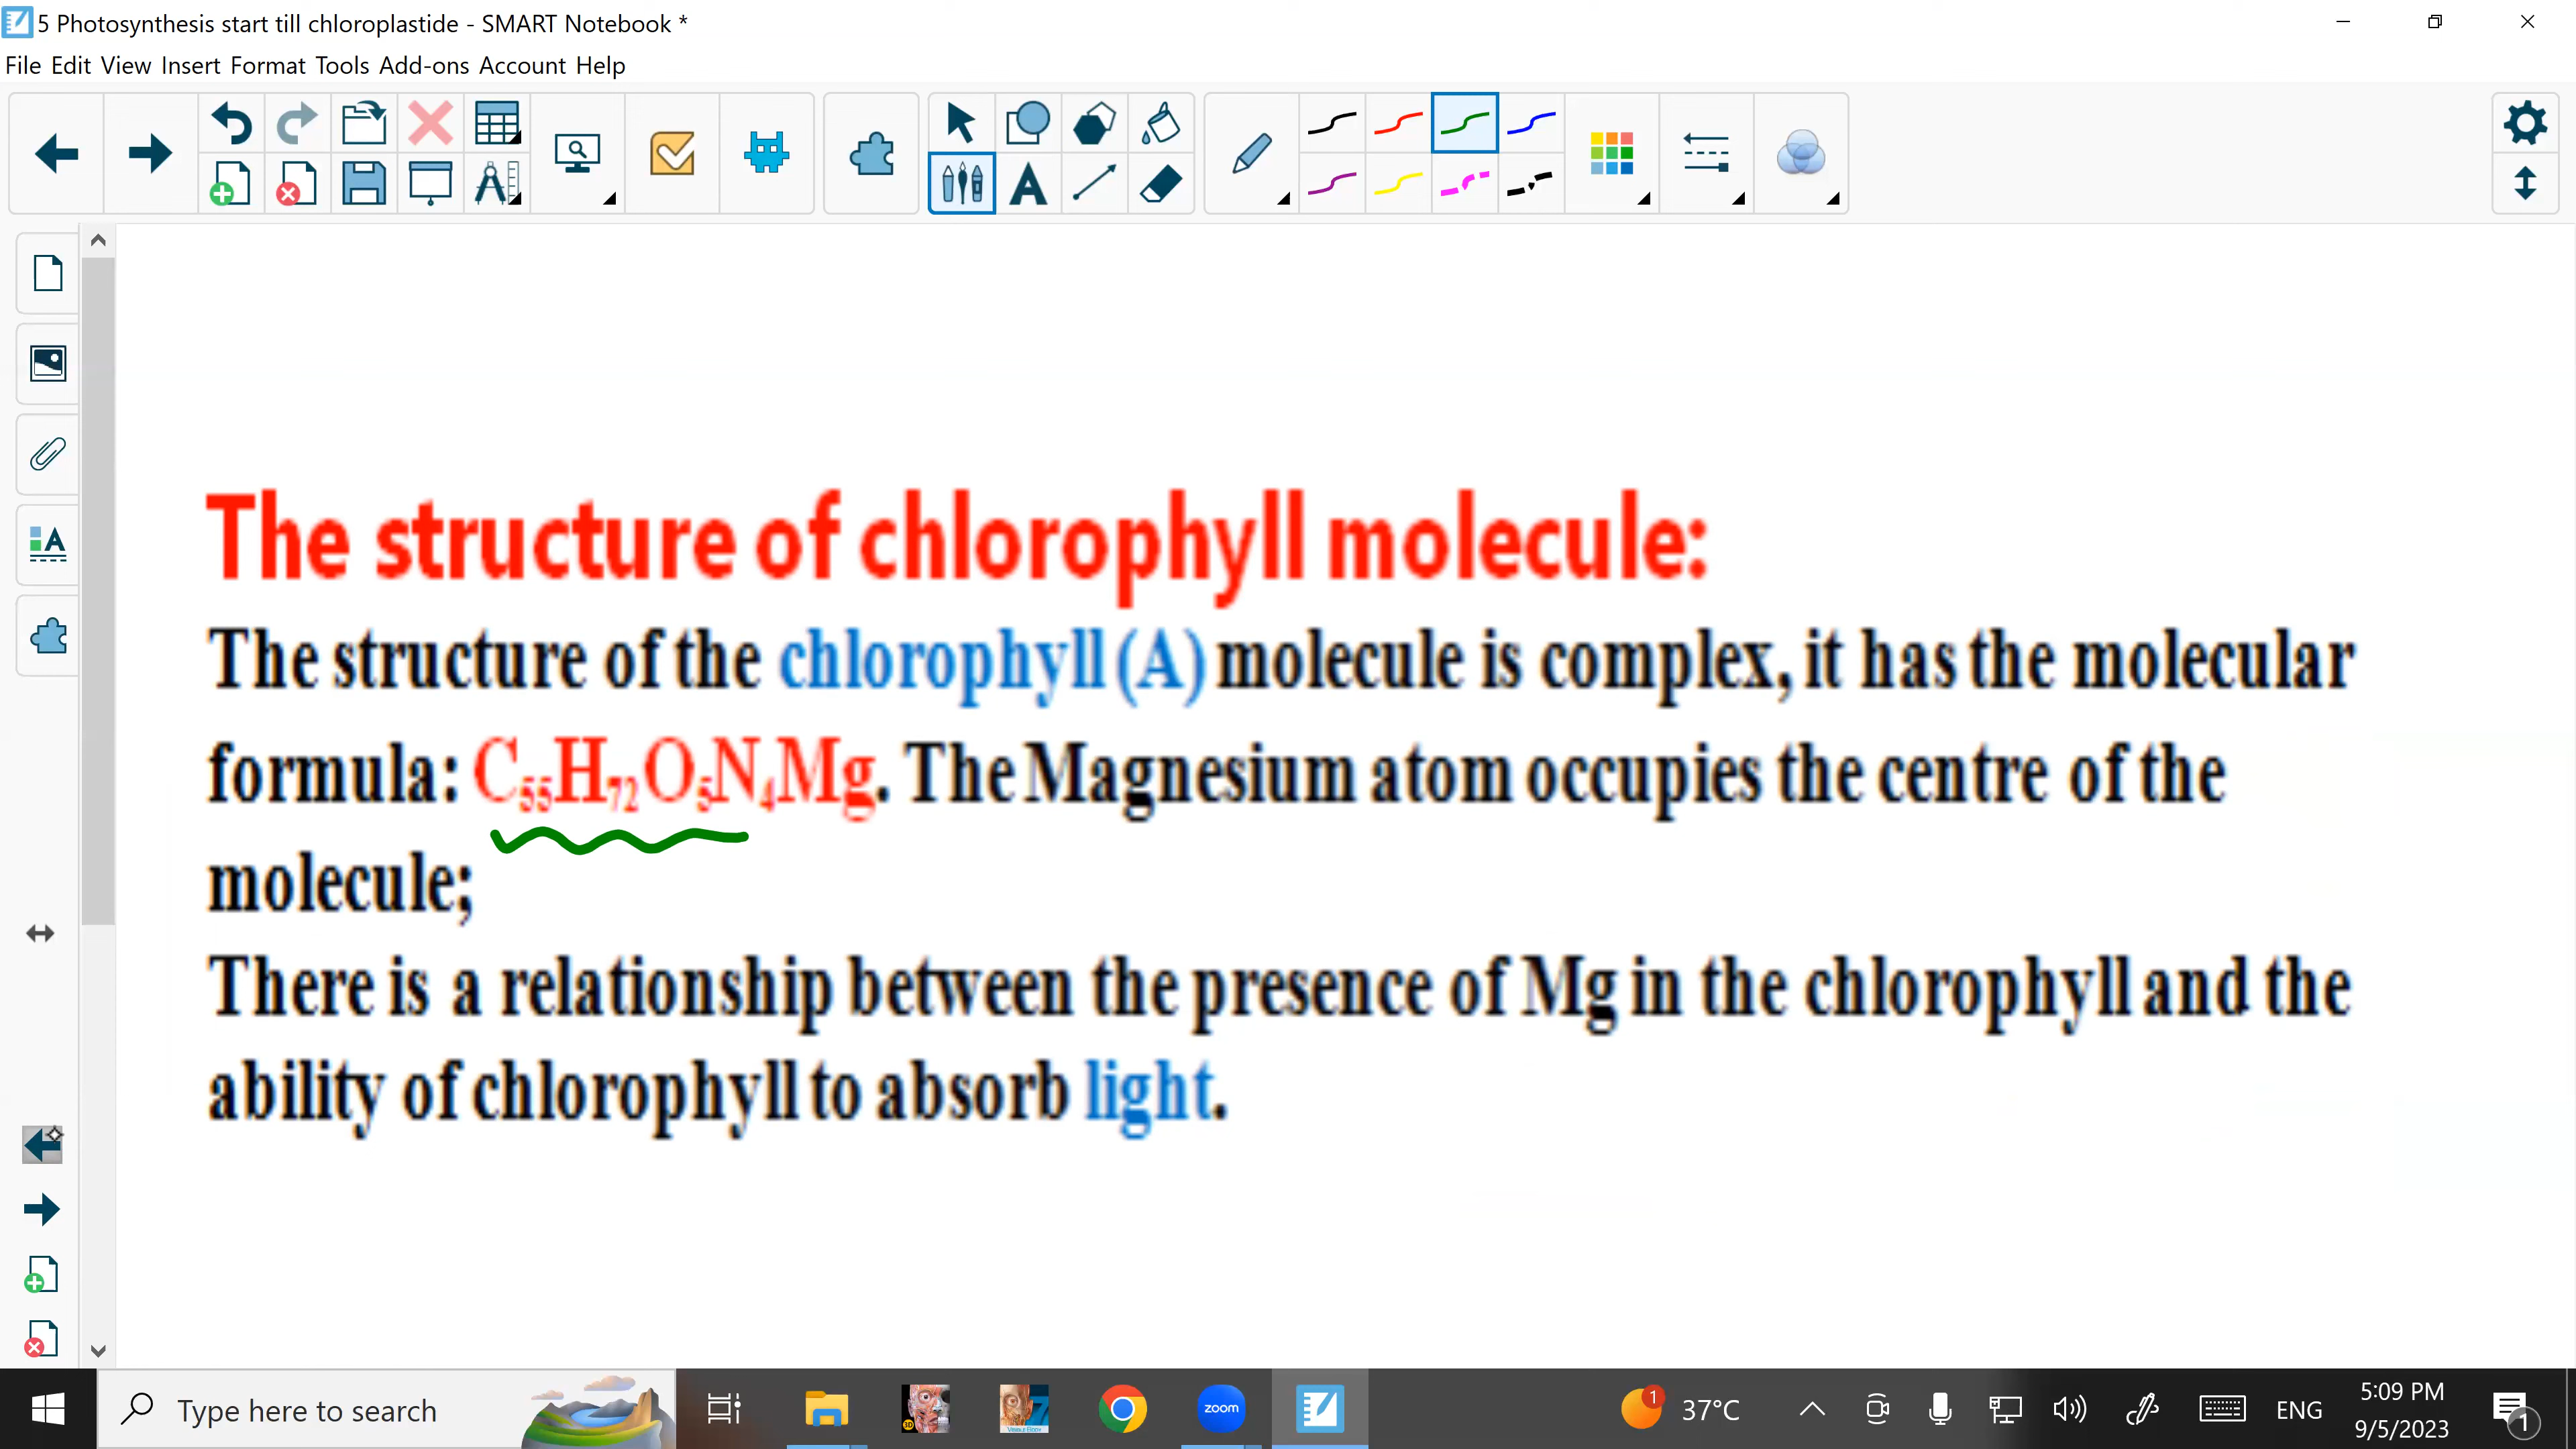 5 Photosynthesis start till chloroplastide - SMART Notebook *
File Edit View Insert Format Tools Add-ons Account Help
The structure of chlorophyll molecule:
The structure of the chlorophyll (A) molecule is complex, it has the molecular
formula: C₅₅H₇₂O₅N₄Mg. The Magnesium atom occupies the centre of the
molecule;
There is a relationship between the presence of Mg in the chlorophyll and the
ability of chlorophyll to absorb light.
Type here to search
zoom
1
37°C
ENG
5:09 PM
9/5/2023
1